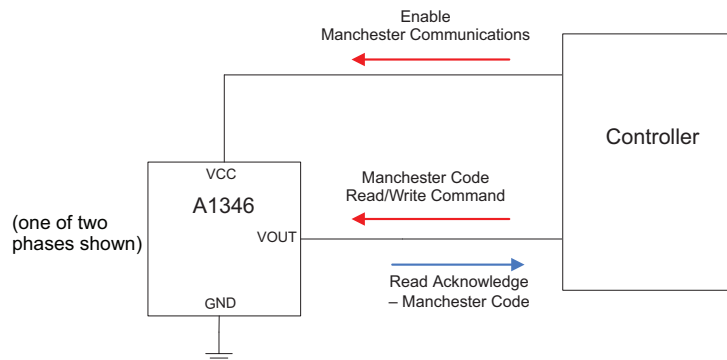 Enable
Manchester Communications
Controller
VCC
A1346
Manchester Code
Read/Write Command
(one of two
phases shown)
VOUT
Read Acknowledge
– Manchester Code
GND